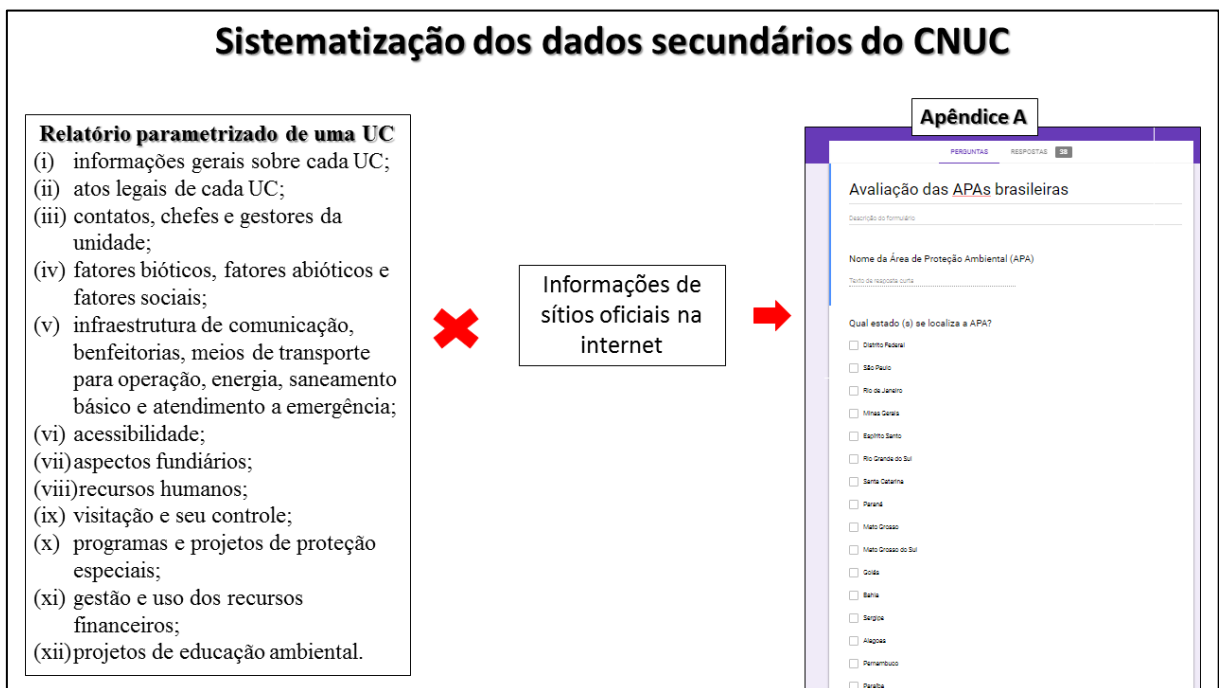 Sistematização dos dados secundários do CNUC
Relatório parametrizado de uma UC
(i) informações gerais sobre cada UC;
(ii) atos legais de cada UC;
(iii) contatos, chefes e gestores da
unidade;
(iv) fatores bióticos, fatores abióticos e
fatores sociais;
(v) infraestrutura de comunicação,
benfeitorias, meios de transporte
para operação, energia, saneamento
básico e atendimento a emergência;
(vi) acessibilidade;
(vii) aspectos fundiários;
(viii) recursos humanos;
(ix) visitação e seu controle;
(x) programas e projetos de proteção
especiais;
(xi) gestão e uso dos recursos
financeiros;
(xii) projetos de educação ambiental.
Informações de
sítios oficiais na
internet
Apêndice A
PERGUNTAS RESPOSTAS 38
Avaliação das APAs brasileiras
Descrição do formulário
Nome da Área de Proteção Ambiental (APA)
Texto de resposta curta
Qual estado (s) se localiza a APA?
Distrito Federal
São Paulo
Rio de Janeiro
Minas Gerais
Espírito Santo
Rio Grande do Sul
Santa Catarina
Paraná
Mato Grosso
Mato Grosso do Sul
Goiás
Bahia
Sergipe
Alagoas
Pernambuco
Paraíba